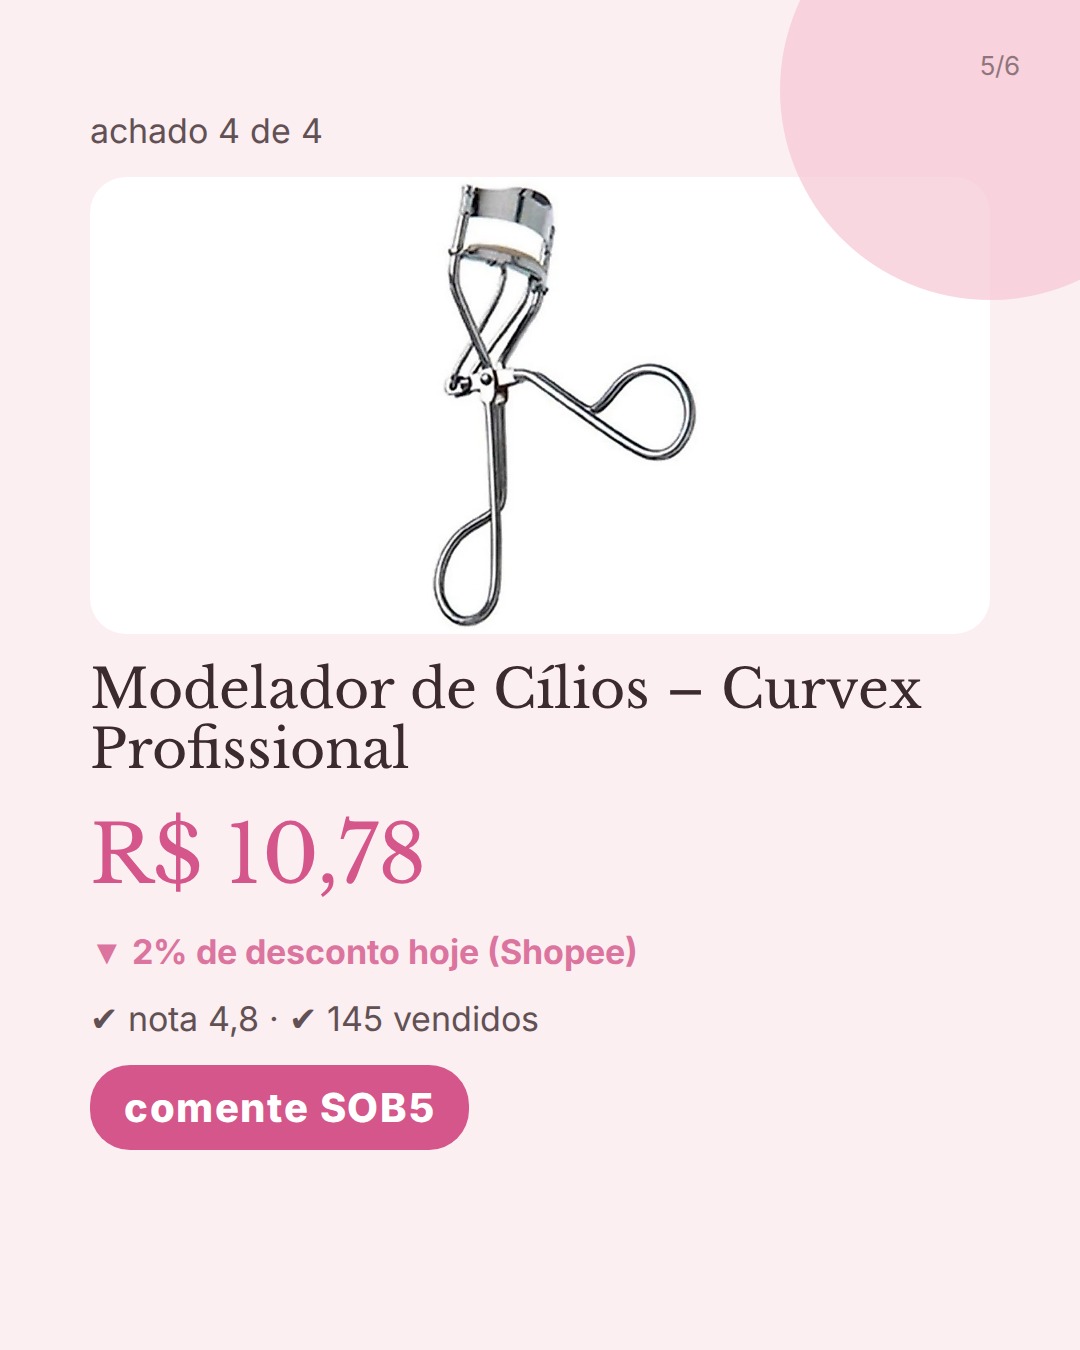 5/6
achado 4 de 4
Modelador de Cílios – Curvex
Profissional
R$ 10,78
▼ 2% de desconto hoje (Shopee)
✔ nota 4,8 · ✔ 145 vendidos
comente SOB5